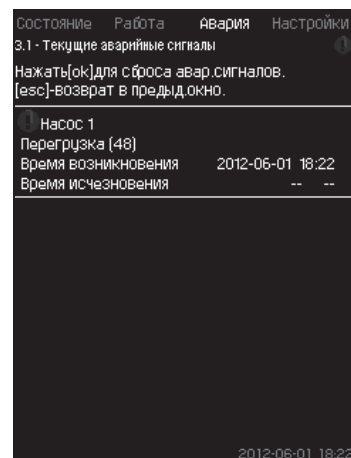 Состояние Работа Авария Настройки
3.1 - Текущие аварийные сигналы
Нажать[ok]для сброса авар.сигналов.
[esc]-возврат в предыд.окно.
Насос 1
Перегрузка (48)
Время возникновения 2012-06-01 18:22
Время исчезновения -- --
2012-06-01 18:22